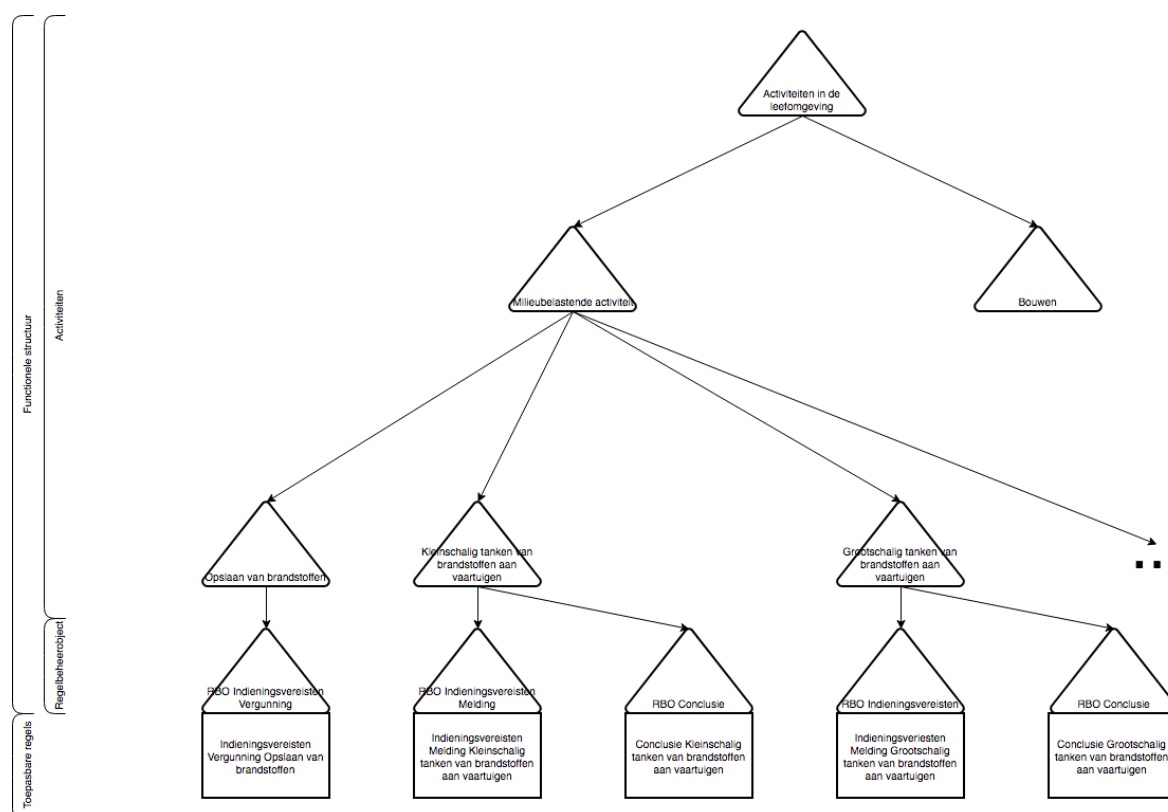 Activiteiten in de
leefomgeving
Milieubelastende activiteit
Bouwen
Functionele structuur
Activiteiten
Opslaan van brandstoffen
Kleinschalig tanken van
brandstoffen aan
vaartuigen
Grootschalig tanken van
brandstoffen aan
vaartuigen
Regelbeheerobject
RBO Indieningsvereisten
Vergunning
RBO Indieningsvereisten
Melding
RBO Conclusie
RBO Indieningsvereisten
RBO Conclusie
Toepasbare regels
Indieningsvereisten
Vergunning Opslaan van
brandstoffen
Indieningsvereisten
Melding Kleinschalig
tanken van brandstoffen
aan vaartuigen
Conclusie Kleinschalig
tanken van brandstoffen
aan vaartuigen
Indieningsveriesten
Melding Grootschalig
tanken van brandstoffen
aan vaartuigen
Conclusie Grootschalig
tanken van brandstoffen
aan vaartuigen